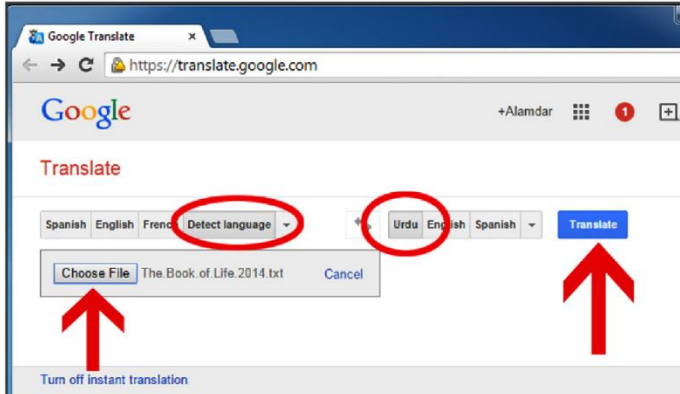 Google Translate
https://translate.google.com
Google +Alamdar 1
Translate
Spanish English French Detect language Urdu English Spanish Translate
Choose File The.Book.of.Life.2014.txt Cancel
Turn off instant translation